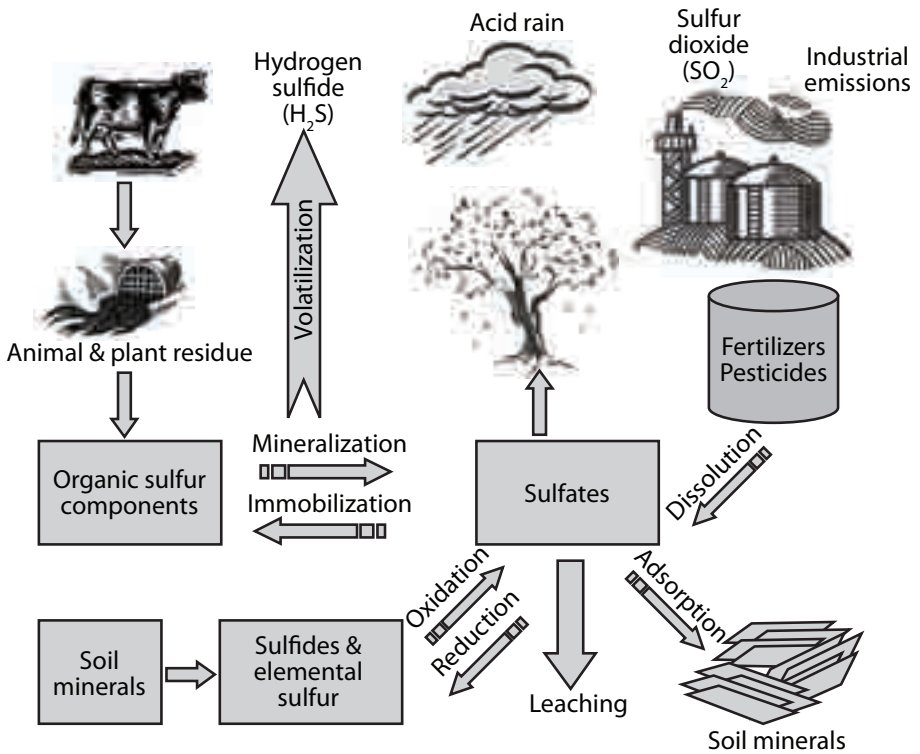 Acid rain
Sulfur
dioxide
(SO₂)
Industrial
emissions
Hydrogen
sulfide
(H₂S)
Volatilization
Animal & plant residue
Fertilizers
Pesticides
Mineralization
Immobilization
Organic sulfur
components
Sulfates
Dissolution
Oxidation
Reduction
Adsorption
Soil
minerals
Sulfides &
elemental
sulfur
Leaching
Soil minerals